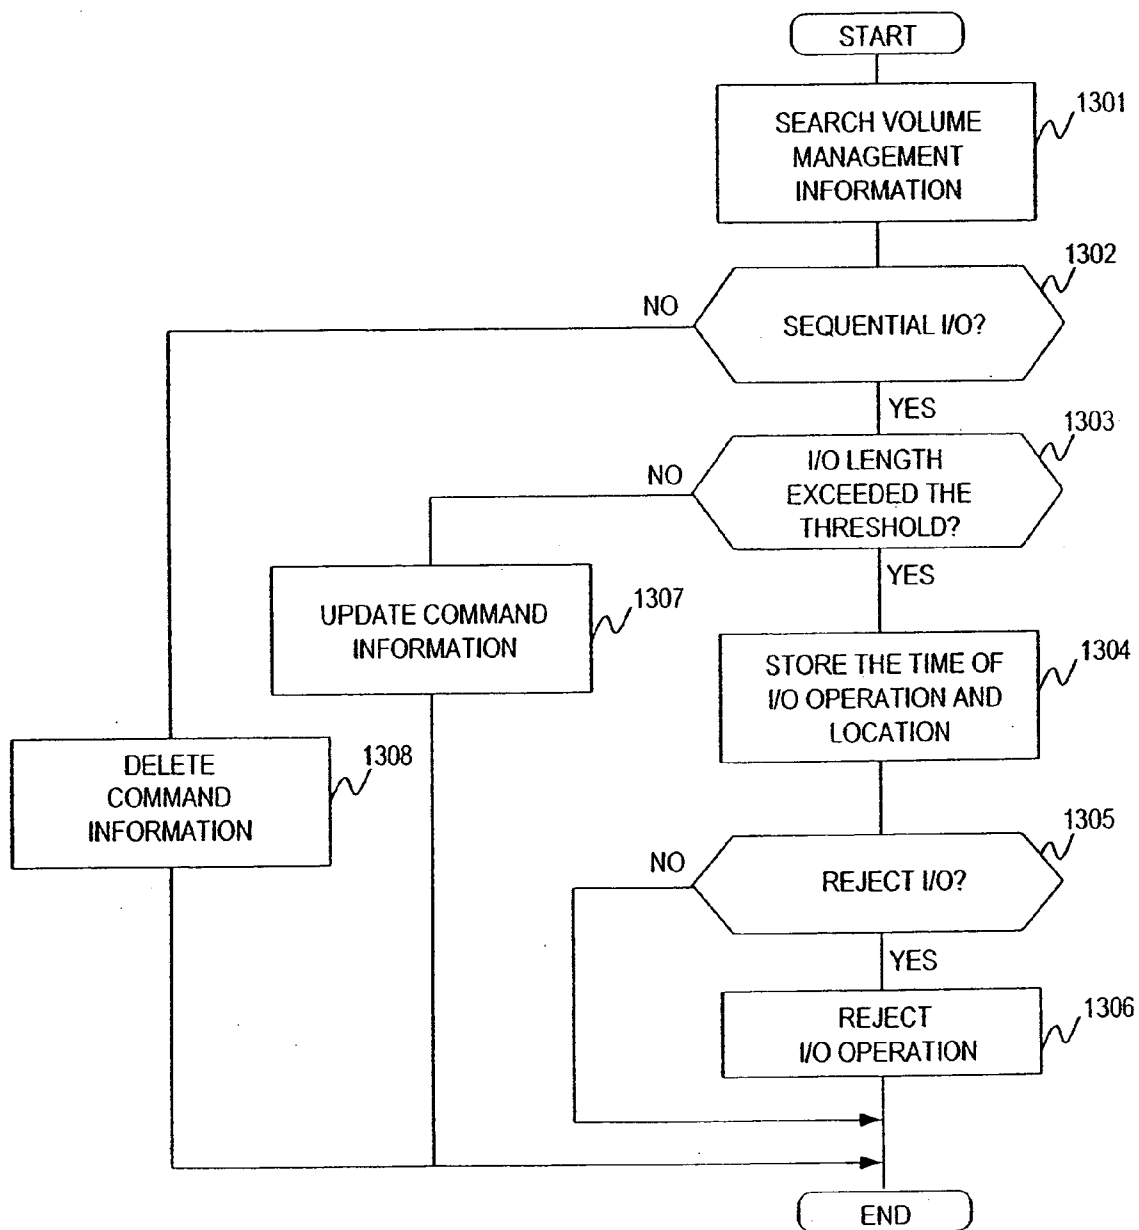 START
SEARCH VOLUME
MANAGEMENT
INFORMATION
1301
1302
NO
SEQUENTIAL I/O?
YES
1303
NO
I/O LENGTH
EXCEEDED THE
THRESHOLD?
YES
UPDATE COMMAND
INFORMATION
1307
STORE THE TIME OF
I/O OPERATION AND
LOCATION
1304
DELETE
COMMAND
INFORMATION
1308
1305
NO
REJECT I/O?
YES
REJECT
I/O OPERATION
1306
END